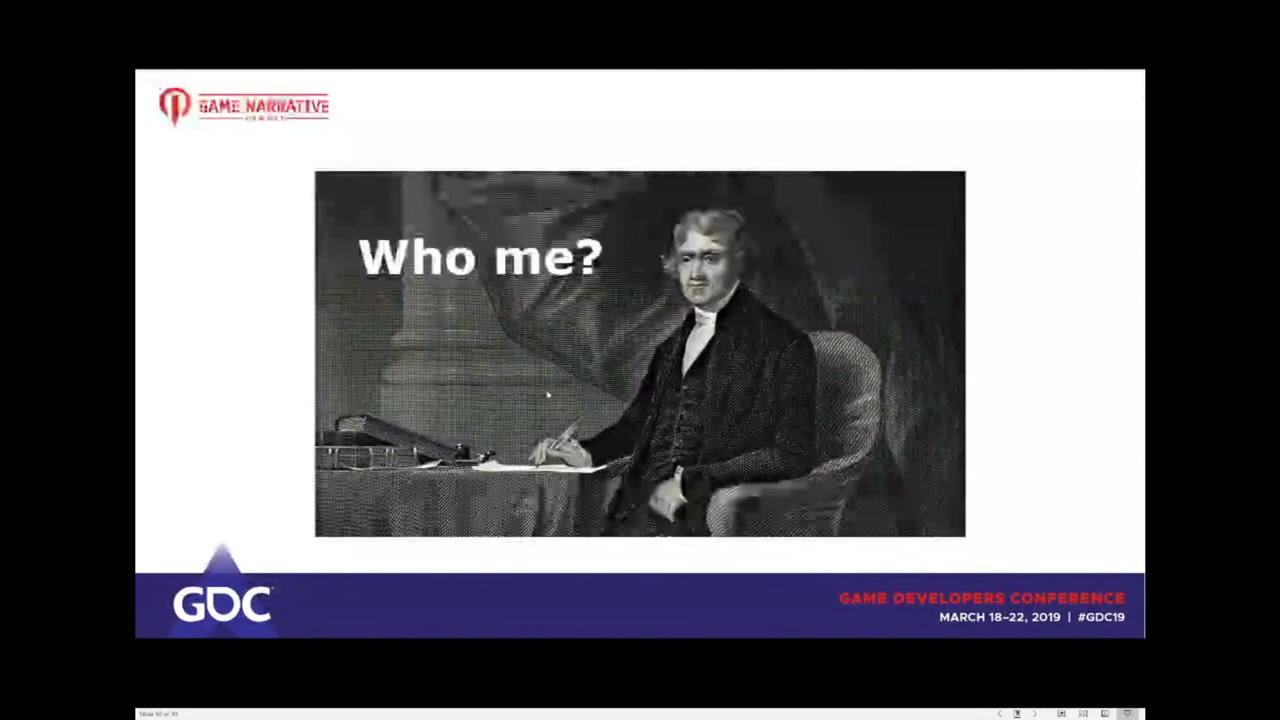 GAME NARRATIVE
Who me?
GDC
GAME DEVELOPERS CONFERENCE
MARCH 18–22, 2019 | #GDC19